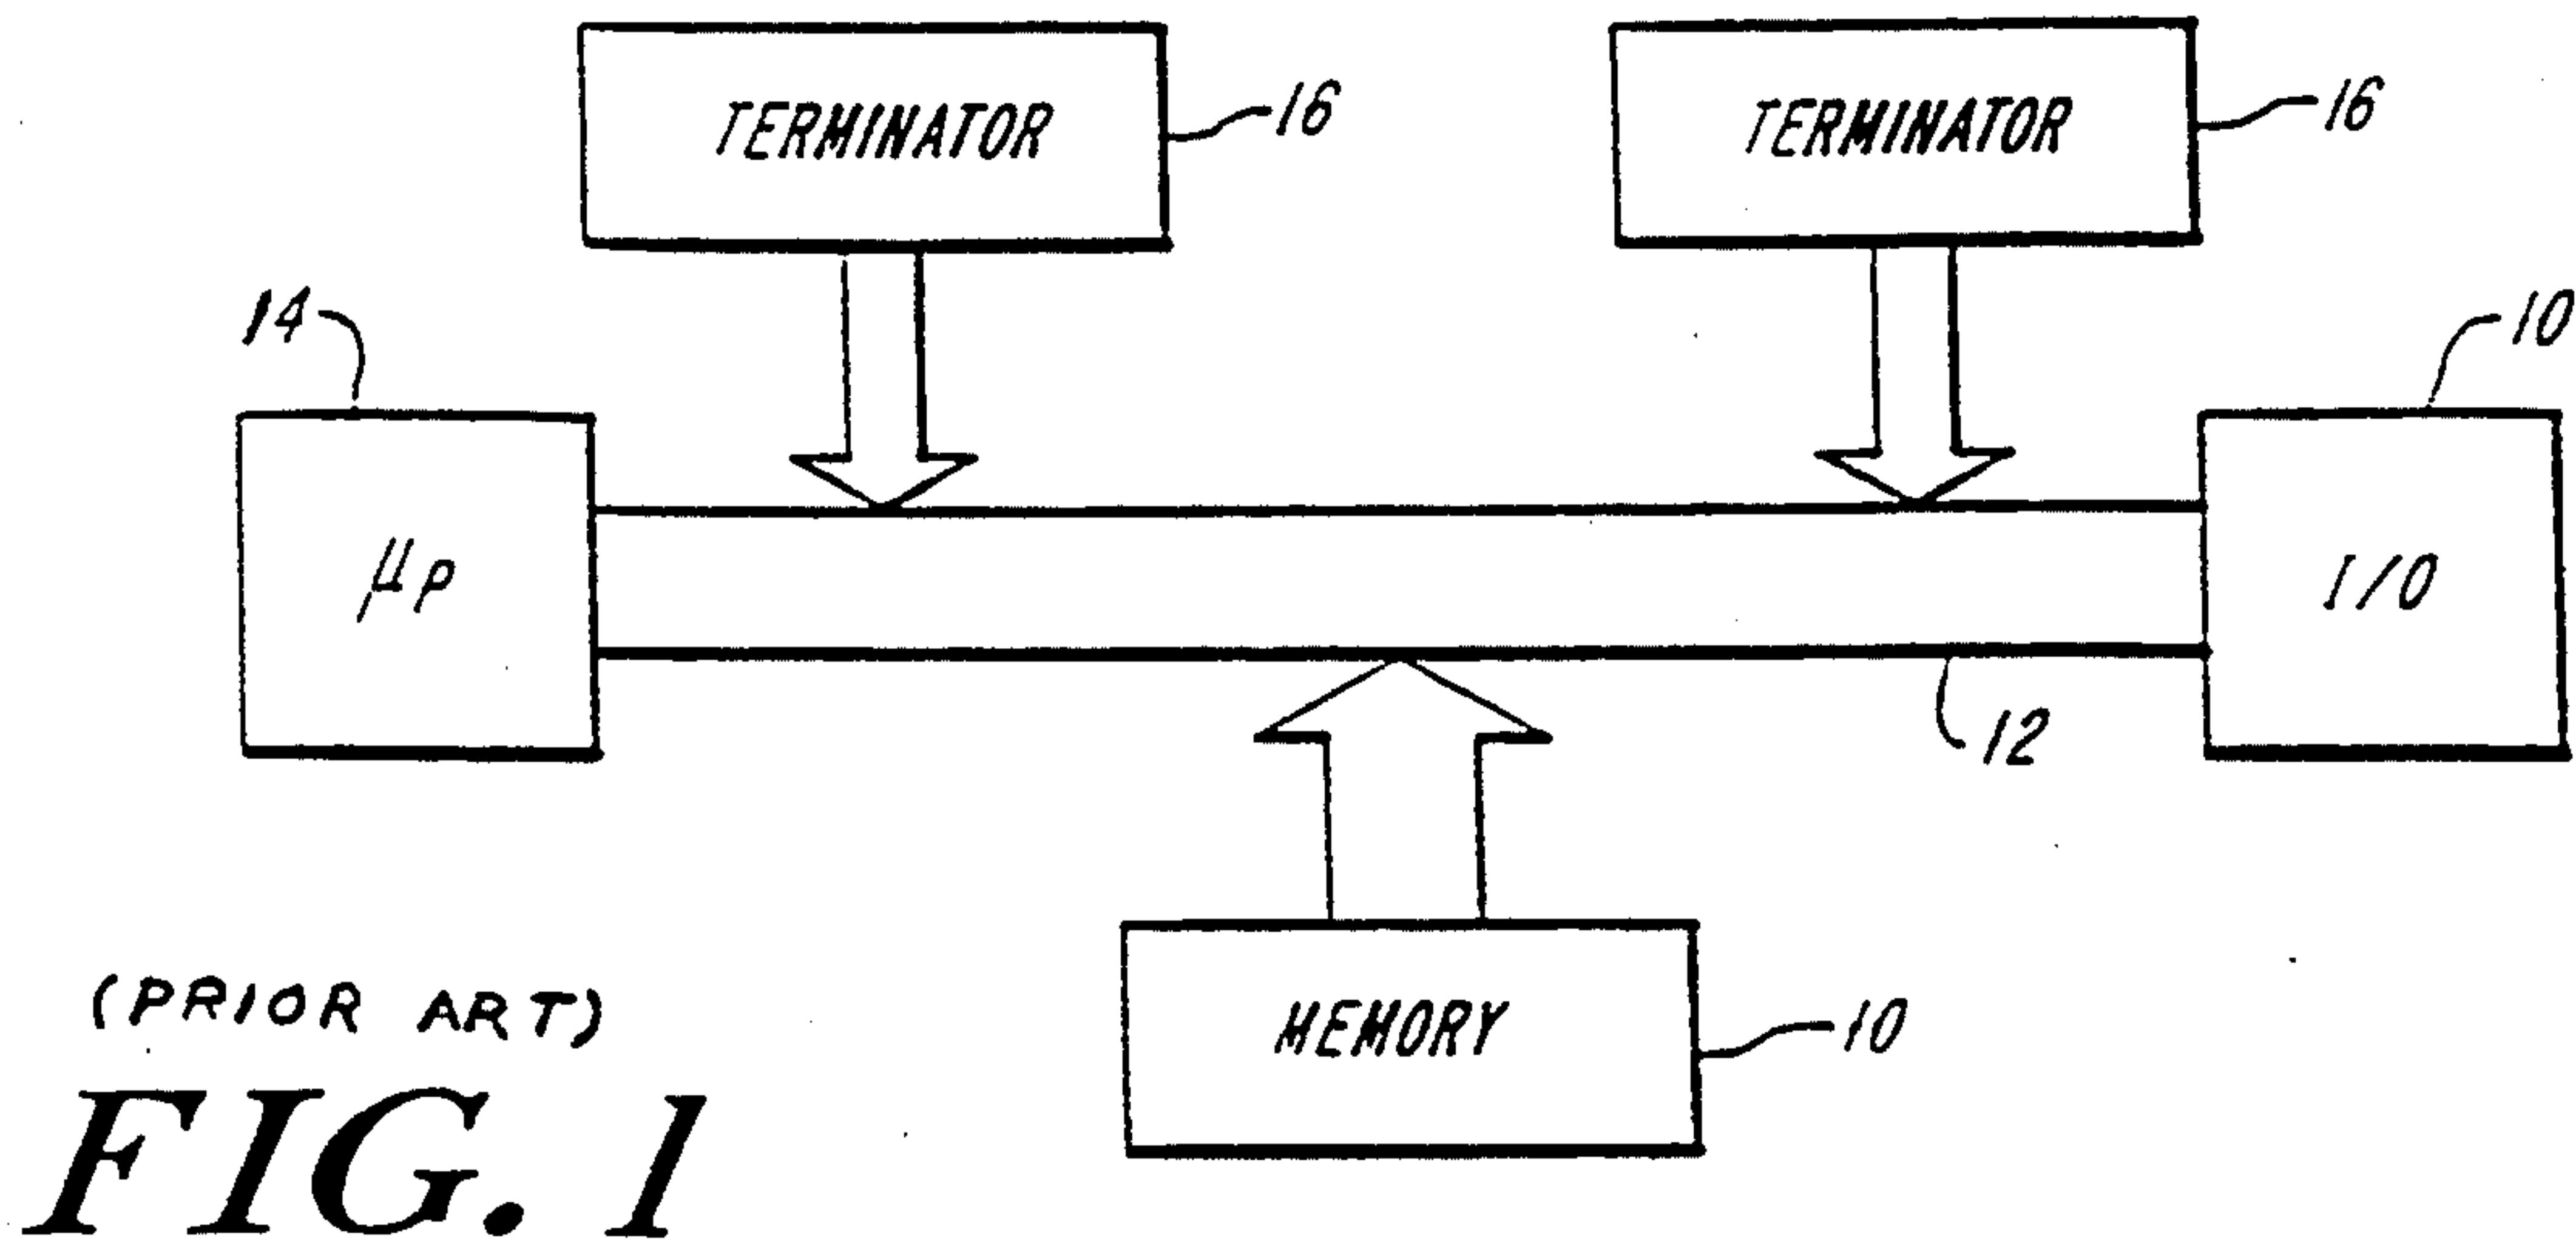 TERMINATOR
16
TERMINATOR
16
14
10
μP
I/O
12
MEMORY
10
(PRIOR ART)
FIG. 1